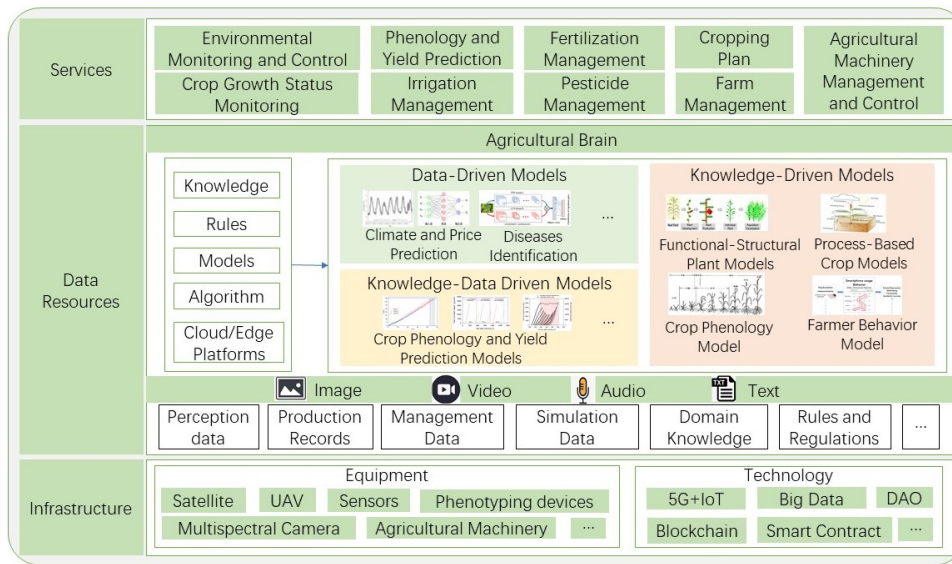 Services
Environmental
Monitoring and Control
Phenology and
Yield Prediction
Fertilization
Management
Cropping
Plan
Agricultural
Machinery
Management
and Control
Crop Growth Status
Monitoring
Irrigation
Management
Pesticide
Management
Farm
Management
Data
Resources
Agricultural Brain
Knowledge
Rules
Models
Algorithm
Cloud/Edge
Platforms
Data-Driven Models
Climate and Price
Prediction
Diseases
Identification
...
Knowledge-Data Driven Models
Crop Phenology and Yield
Prediction Models
...
Knowledge-Driven Models
Functional-Structural
Plant Models
Process-Based
Crop Models
Crop Phenology
Model
Farmer Behavior
Model
Image
Video
Audio
TXT
Text
Perception
data
Production
Records
Management
Data
Simulation
Data
Domain
Knowledge
Rules and
Regulations
...
Infrastructure
Equipment
Satellite
UAV
Sensors
Phenotyping devices
Multispectral Camera
Agricultural Machinery
...
Technology
5G+IoT
Big Data
DAO
Blockchain
Smart Contract
...